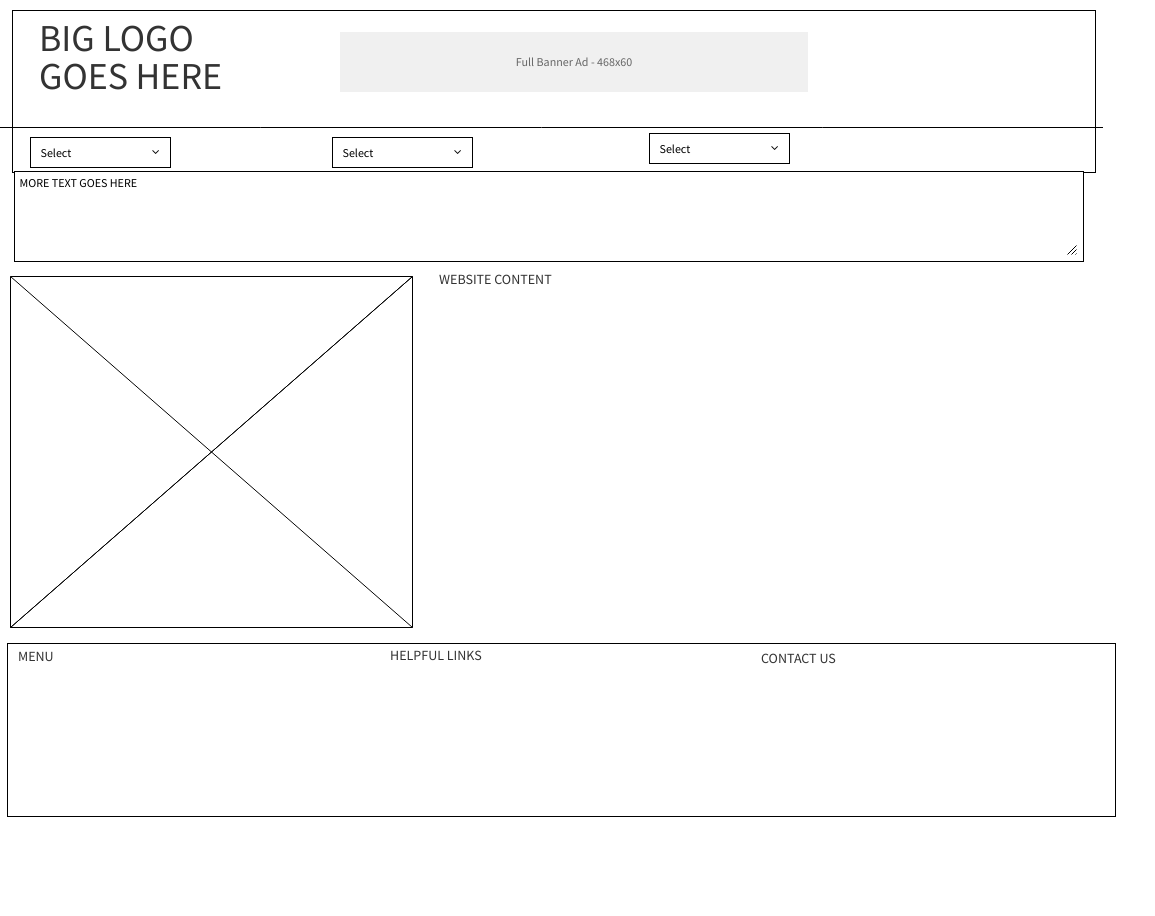 BIG LOGO
GOES HERE
Full Banner Ad - 468x60
Select
Select
Select
MORE TEXT GOES HERE
WEBSITE CONTENT
MENU
HELPFUL LINKS
CONTACT US